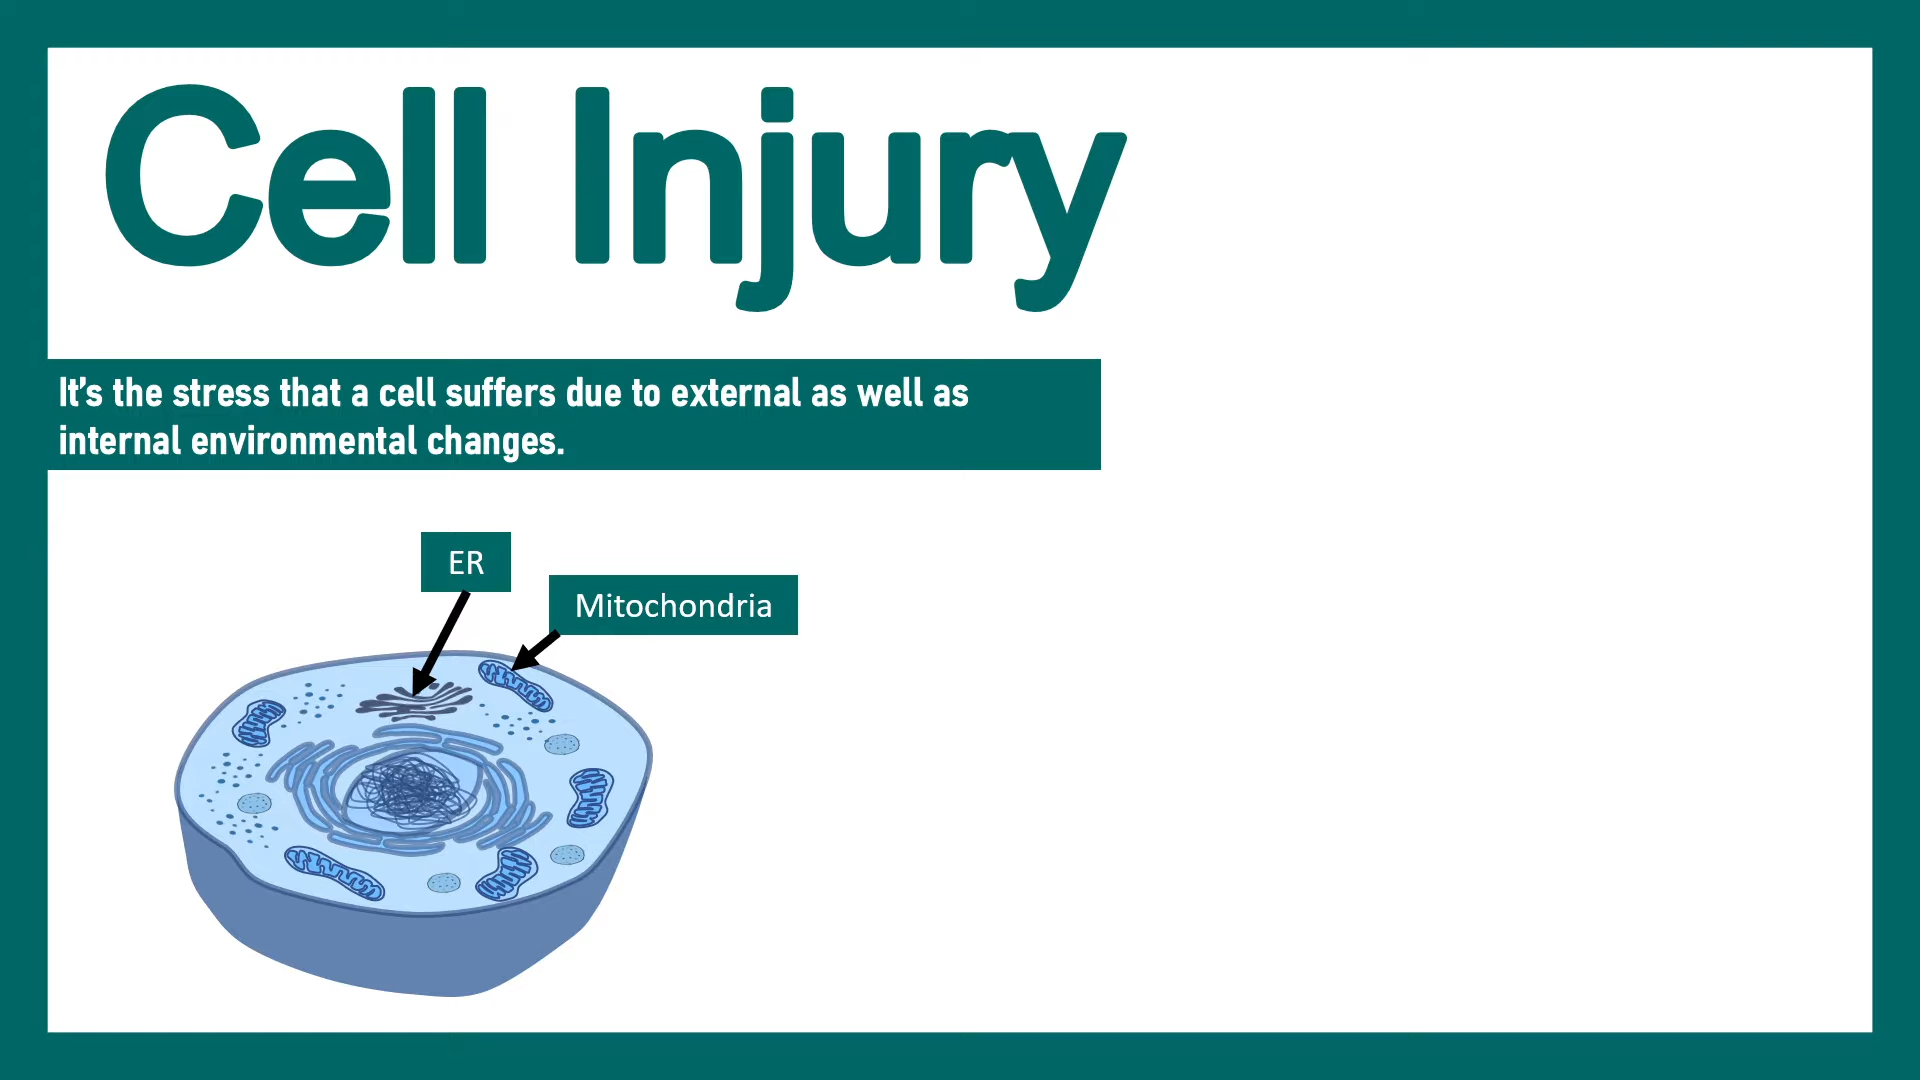 Cell Injury
It's the stress that a cell suffers due to external as well as
internal environmental changes.
ER
Mitochondria